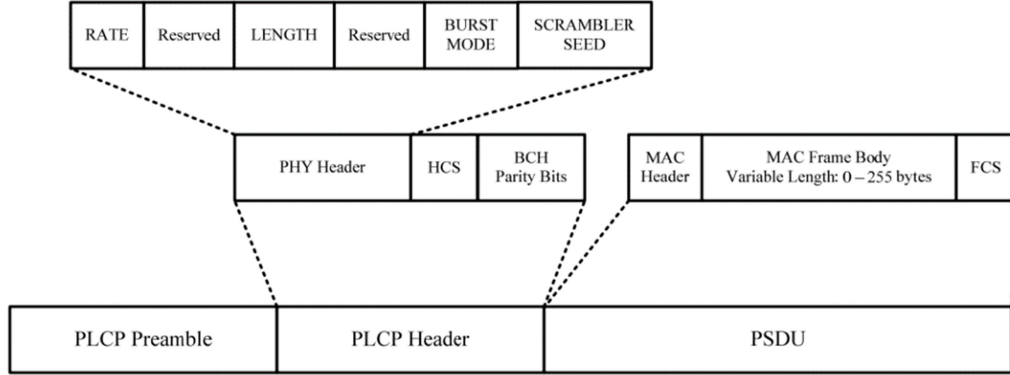 RATE
Reserved
LENGTH
Reserved
BURST
MODE
SCRAMBLER
SEED
PHY Header
HCS
BCH
Parity Bits
MAC
Header
MAC Frame Body
Variable Length: 0 – 255 bytes
FCS
PLCP Preamble
PLCP Header
PSDU